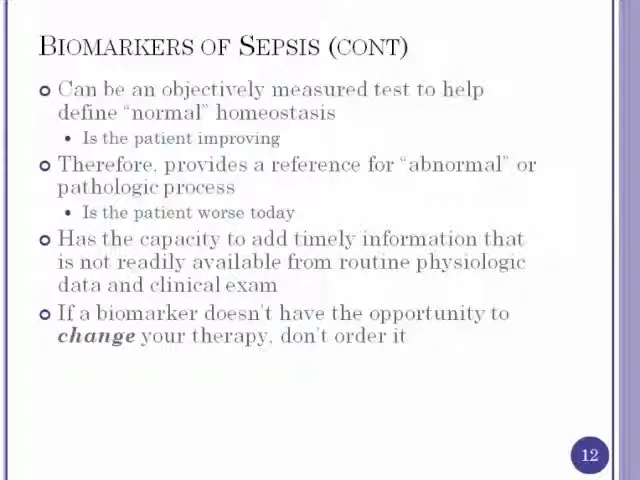 BIOMARKERS OF SEPSIS (CONT)
Can be an objectively measured test to help
define “normal” homeostasis
Is the patient improving
Therefore, provides a reference for “abnormal” or
pathologic process
Is the patient worse today
Has the capacity to add timely information that
is not readily available from routine physiologic
data and clinical exam
If a biomarker doesn’t have the opportunity to
change your therapy, don’t order it
12